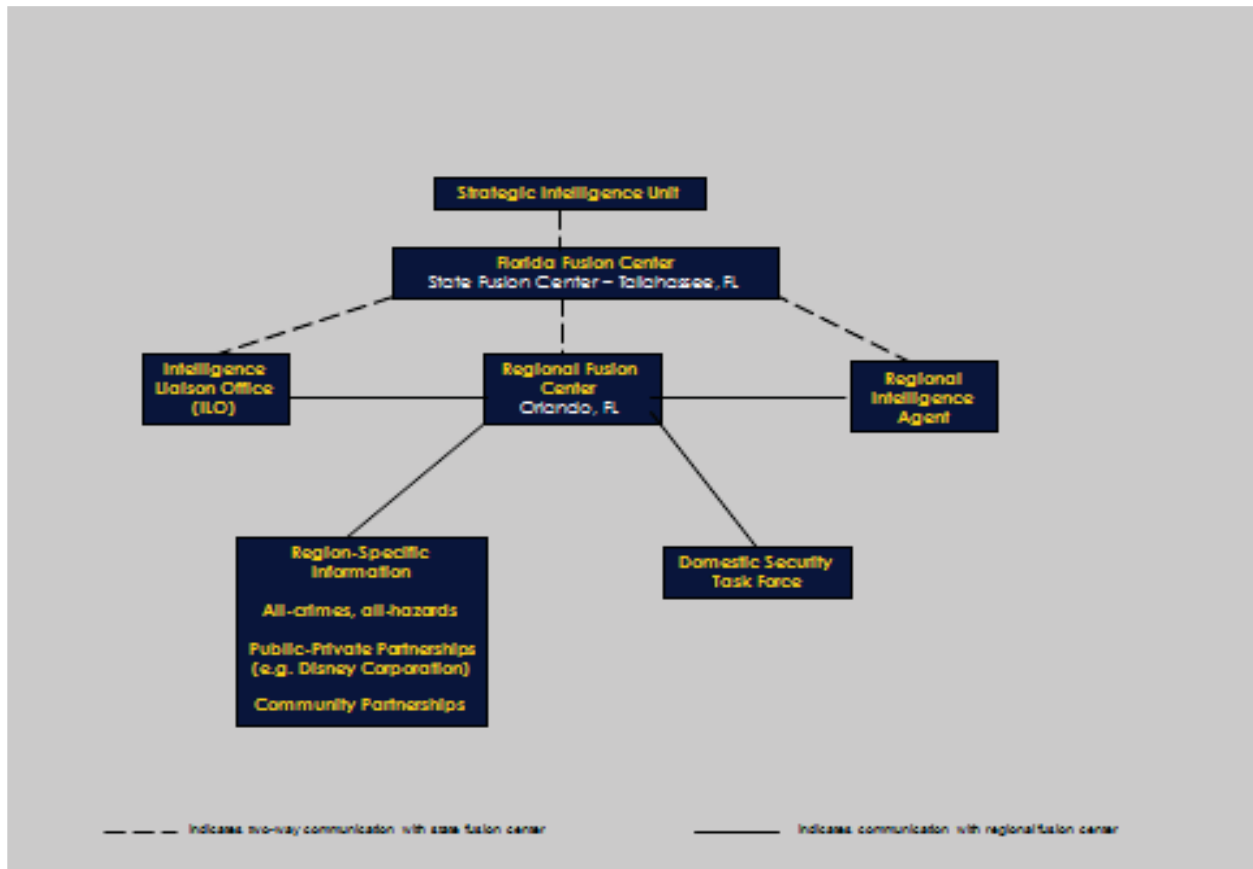 Strategic Intelligence Unit
Florida Fusion Center
State Fusion Center – Tallahassee, FL
Intelligence
Liaison Office
(ILO)
Regional Fusion
Center
Orlando, FL
Regional
Intelligence
Agent
Region-Specific
Information
All-crimes, all-hazards
Public-Private Partnerships
(e.g. Disney Corporation)
Community Partnerships
Domestic Security
Task Force
Indicates two-way communication with state fusion center
Indicates communication with regional fusion center